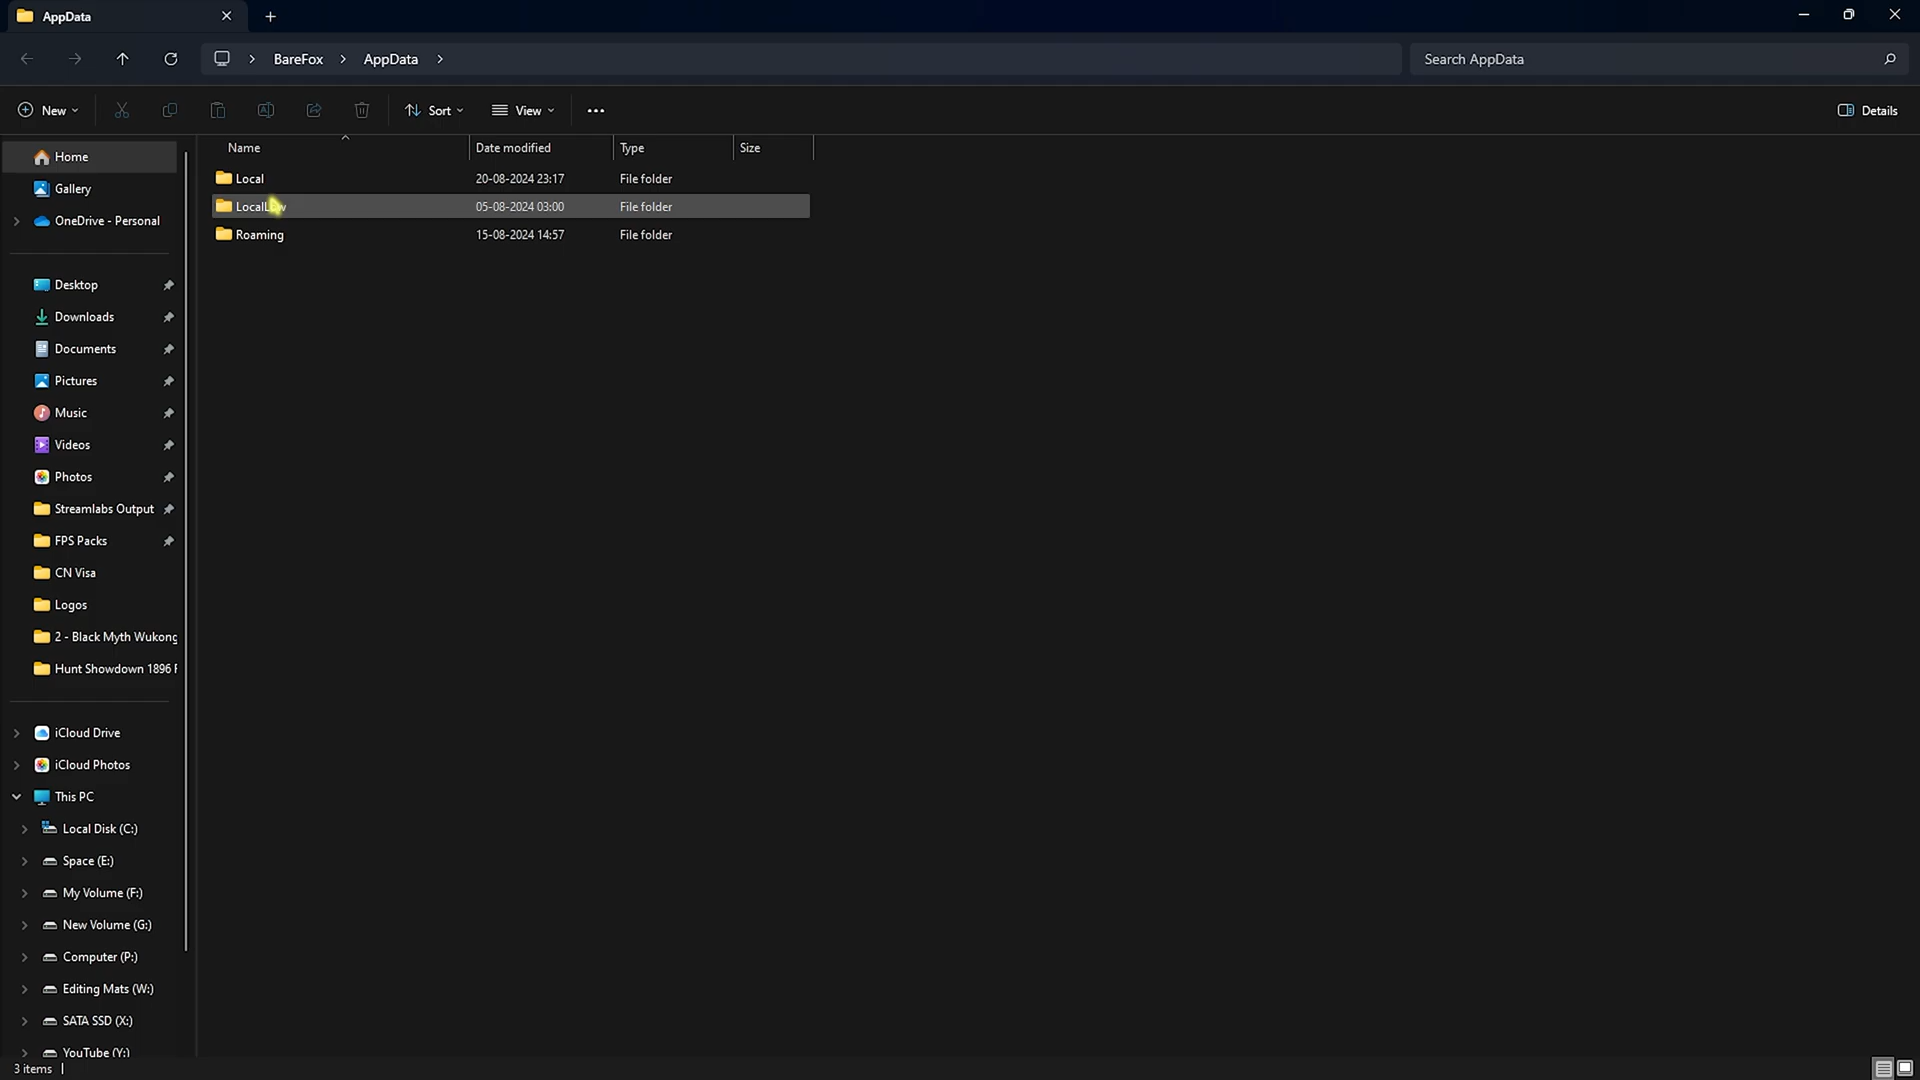 AppData
BareFox > AppData >
Search AppData
New
Sort
View
Details
Name Date modified Type Size
Local 20-08-2024 23:17 File folder
05-08-2024 03:00 File folder
Roaming 15-08-2024 14:57 File folder
Home
Gallery
OneDrive - Personal
Desktop
Downloads
Documents
Pictures
Music
Videos
Photos
Streamlabs Output
FPS Packs
CN Visa
Logos
2 - Black Myth Wukong
Hunt Showdown 1896
iCloud Drive
iCloud Photos
This PC
Local Disk (C:)
Space (E:)
My Volume (F:)
New Volume (G:)
Computer (P:)
Editing Mats (W:)
SATA SSD (X:)
YouTube (Y:)
3 items